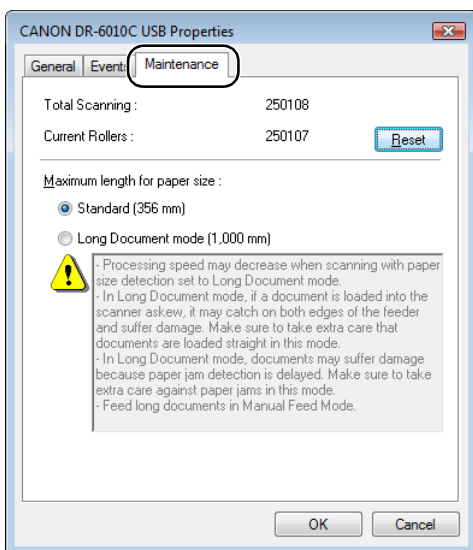 CANON DR-6010C USB Properties
General Events Maintenance
Total Scanning : 250108
Current Rollers : 250107 Reset
Maximum length for paper size :
Standard (356 mm)
Long Document mode (1,000 mm)
- Processing speed may decrease when scanning with paper
size detection set to Long Document mode.
- In Long Document mode, if a document is loaded into the
scanner askew, it may catch on both edges of the feeder
and suffer damage. Make sure to take extra care that
documents are loaded straight in this mode.
- In Long Document mode, documents may suffer damage
because paper jam detection is delayed. Make sure to take
extra care against paper jams in this mode.
- Feed long documents in Manual Feed Mode.
OK Cancel